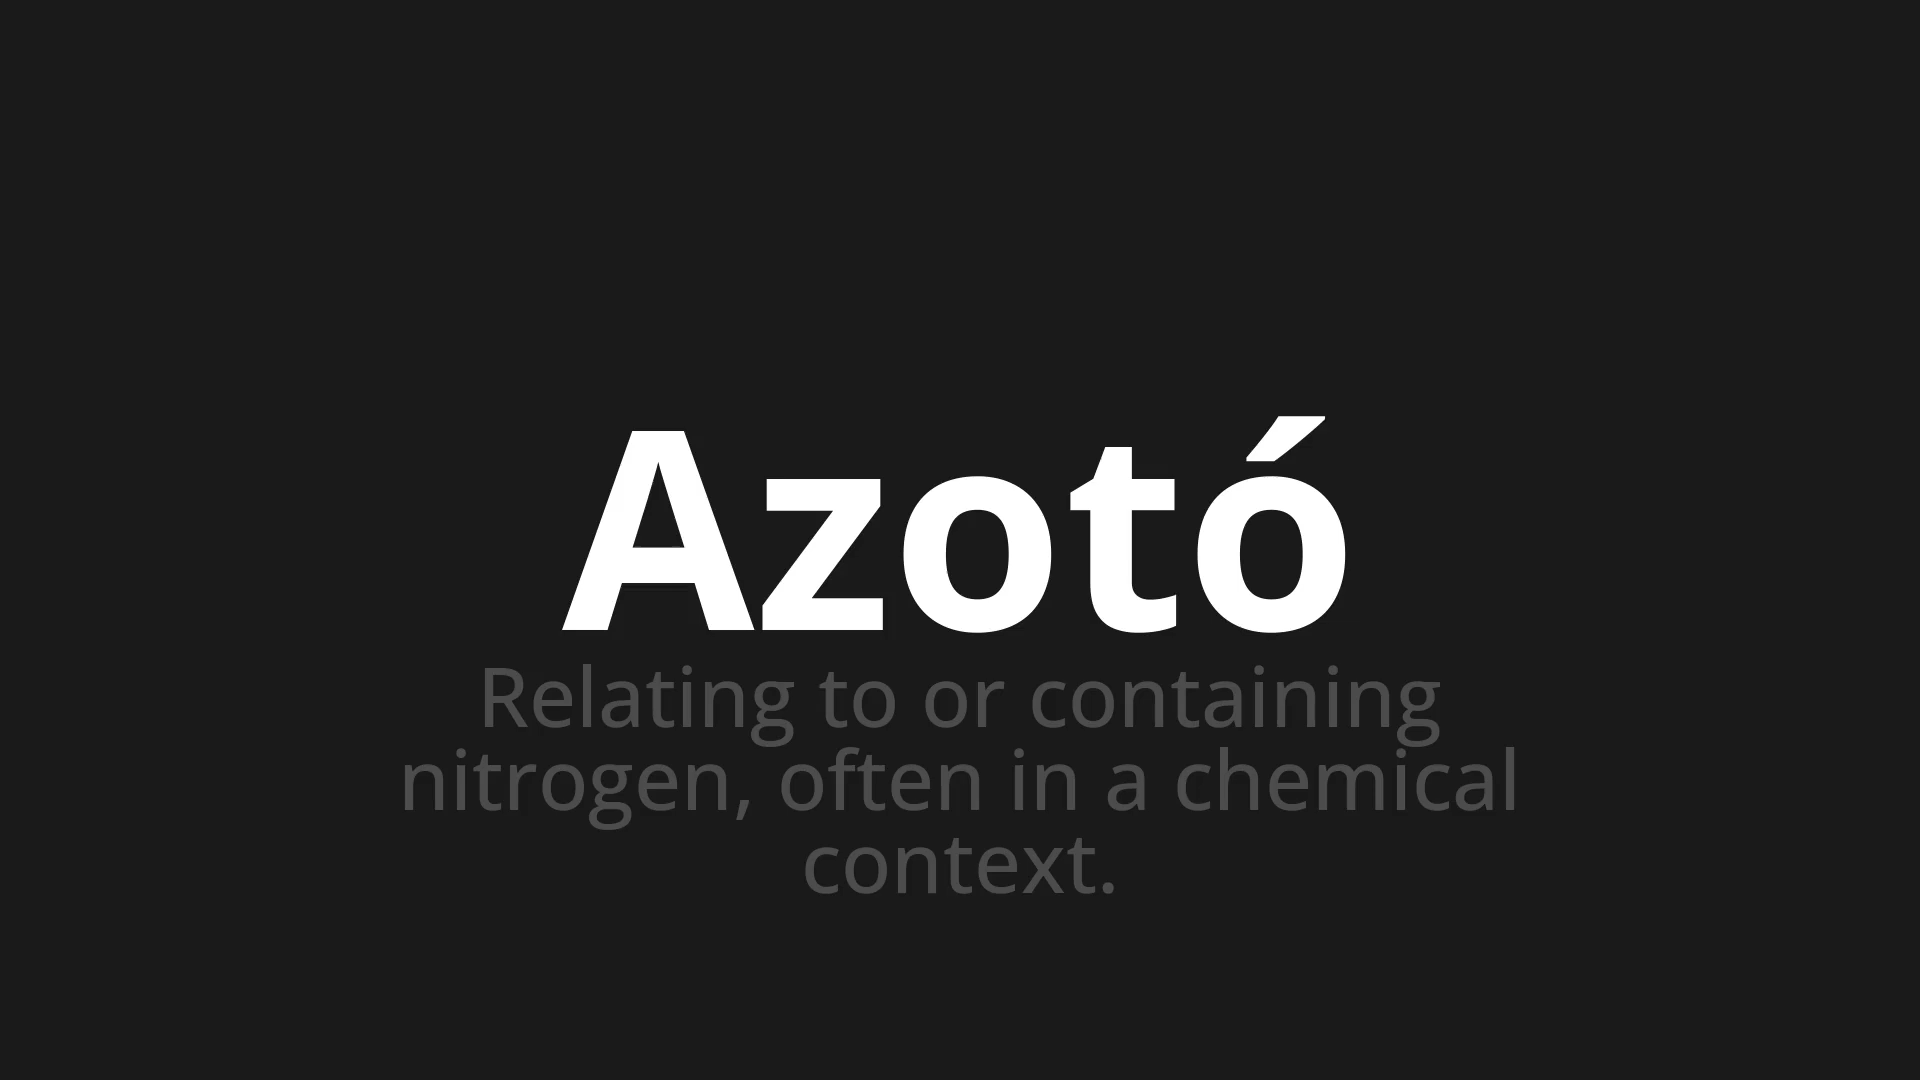 Azotó
Relating to or containing
nitrogen, often in a chemical
context.